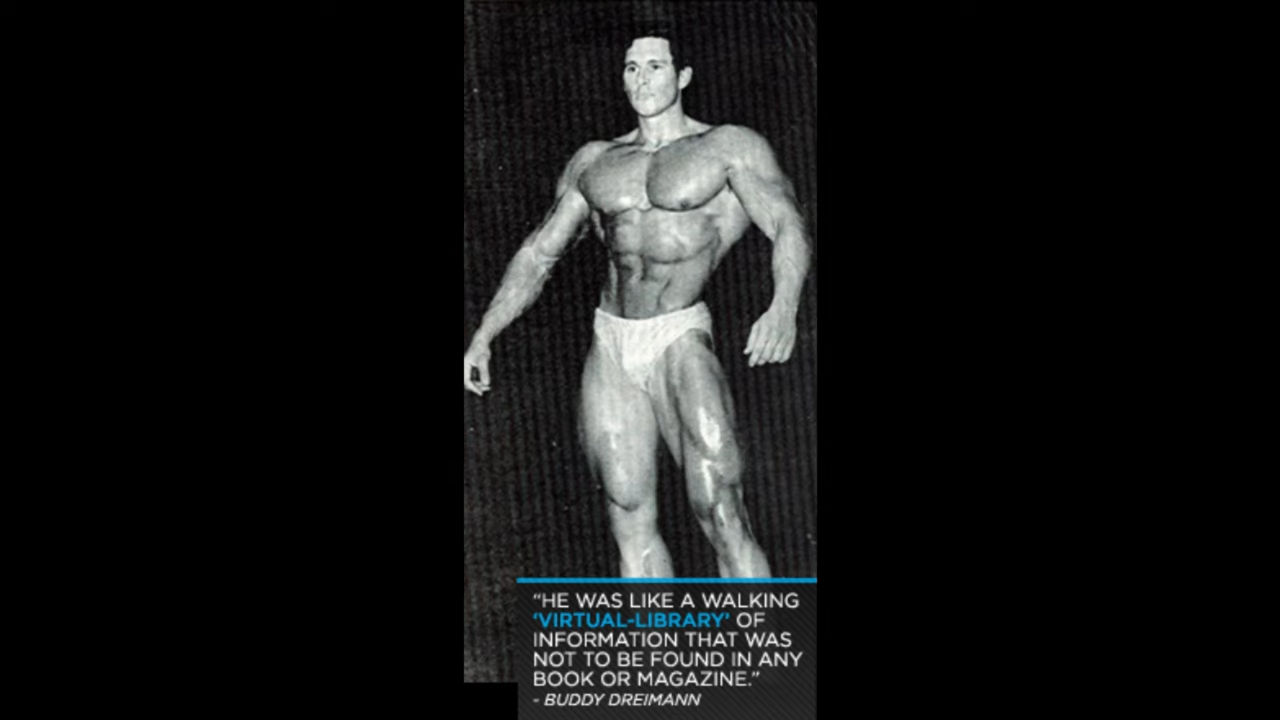 “HE WAS LIKE A WALKING
‘VIRTUAL-LIBRARY’ OF
INFORMATION THAT WAS
NOT TO BE FOUND IN ANY
BOOK OR MAGAZINE.”
- BUDDY DREIMANN